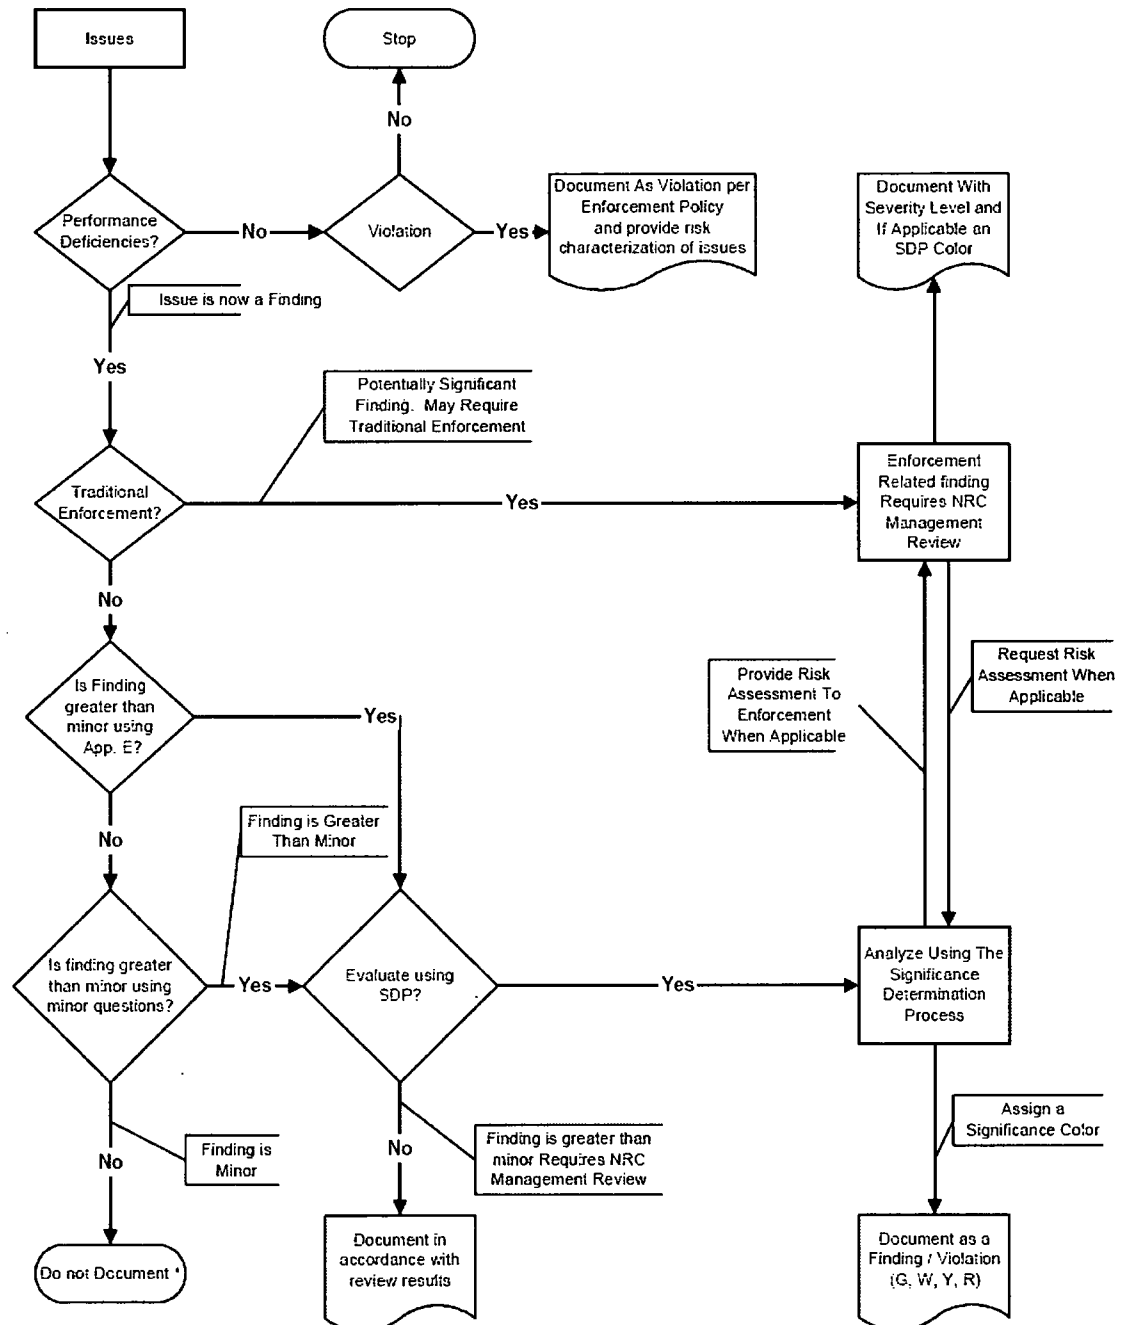 Issues
Stop
No
Performance
Deficiencies?
No
Violation
Yes
Document As Violation per
Enforcement Policy
and provide risk
characterization of issues
Document With
Severity Level and
If Applicable an
SDP Color
Issue is now a Finding
Yes
Potentially Significant
Finding. May Require
Traditional Enforcement
Traditional
Enforcement?
Yes
Enforcement
Related finding
Requires NRC
Management
Review
No
Is Finding
greater than
minor using
App. E?
Yes
Provide Risk
Assessment To
Enforcement
When Applicable
Request Risk
Assessment When
Applicable
No
Finding is Greater
Than Minor
Is finding greater
than minor using
minor questions?
Yes
Evaluate using
SDP?
Yes
Analyze Using The
Significance
Determination
Process
Finding is
Minor
No
Finding is greater than
minor Requires NRC
Management Review
No
Assign a
Significance Color
Do not Document *
Document in
accordance with
review results
Document as a
Finding / Violation
(G, W, Y, R)